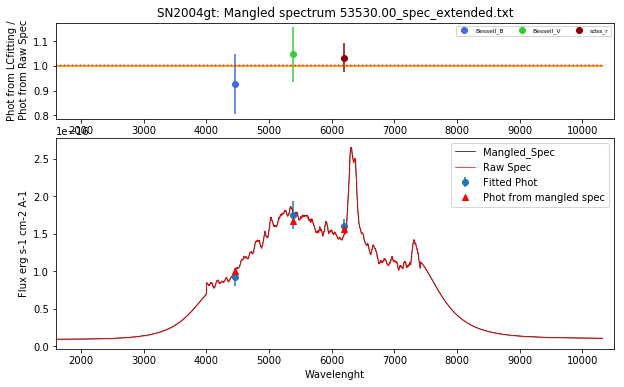 SN2004gt: Mangled spectrum 53530.00_spec_extended.txt
Phot from LCfitting /
Phot from Raw Spec
1.1
1.0
0.9
0.8
Bessell_B
Bessell_V
sdss_r
2000 3000 4000 5000 6000 7000 8000 9000 10000
1e−16
Flux erg s-1 cm-2 A-1
2.5
2.0
1.5
1.0
0.5
0.0
Mangled_Spec
Raw Spec
Fitted Phot
Phot from mangled spec
2000 3000 4000 5000 6000 7000 8000 9000 10000
Wavelenght